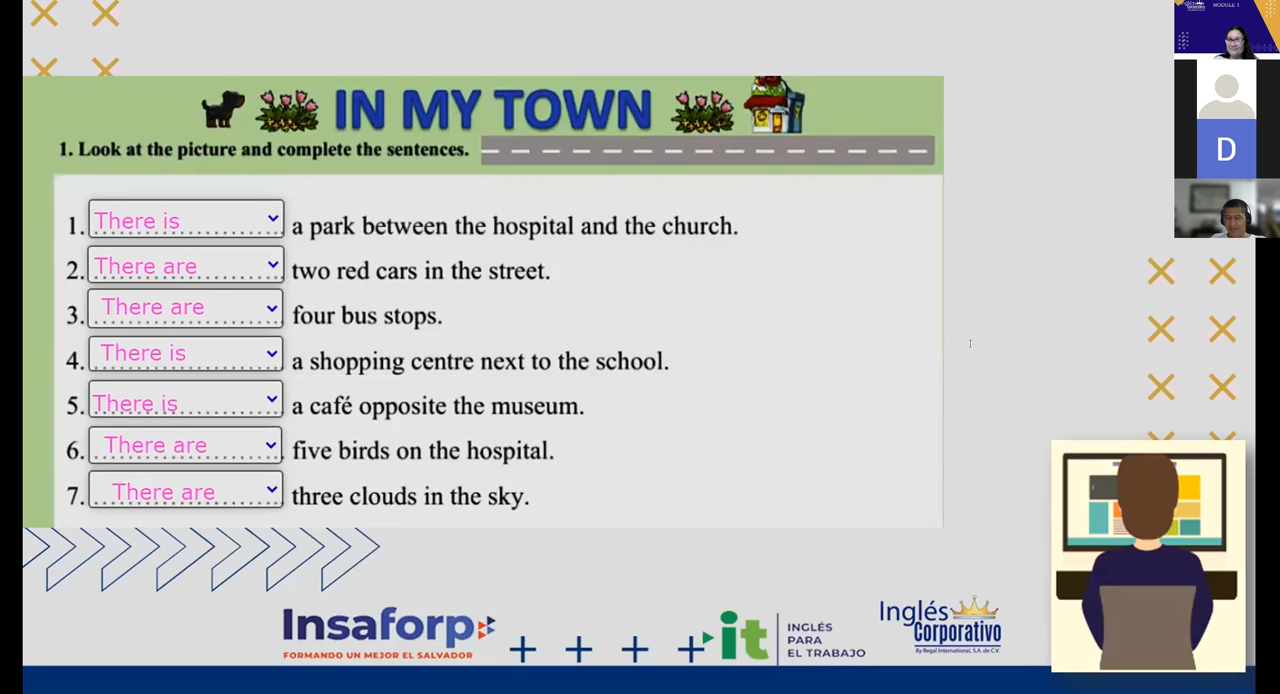 IN MY TOWN
1. Look at the picture and complete the sentences.
1. There is a park between the hospital and the church.
2. There are two red cars in the street.
3. There are four bus stops.
4. There is a shopping centre next to the school.
5. There is a café opposite the museum.
6. There are five birds on the hospital.
7. There are three clouds in the sky.
Insaforp
FORMANDO UN MEJOR EL SALVADOR
it INGLÉS PARA EL TRABAJO
Inglés Corporativo
By Regal International, S.A. de C.V.
MODULE 1
D